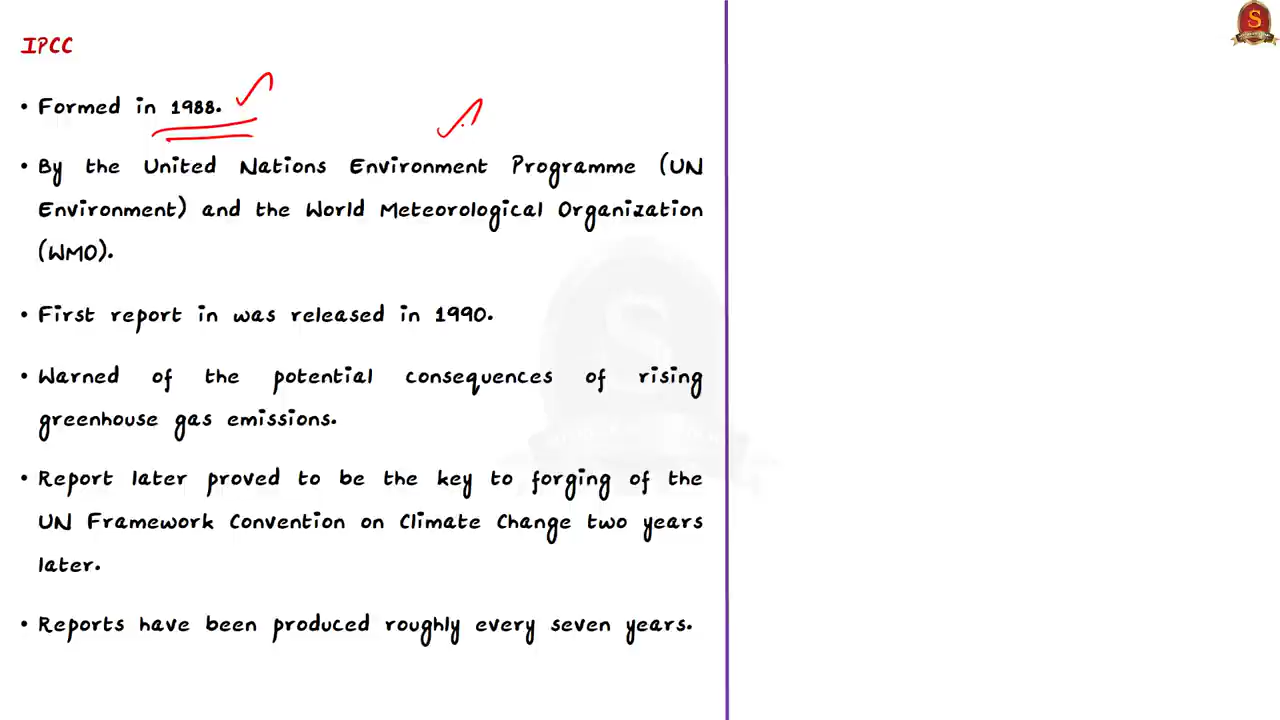 IPCC
• Formed in 1988.
• By the United Nations Environment Programme (UN
Environment) and the World Meteorological Organization
(WMO).
• First report in was released in 1990.
• Warned of the potential consequences of rising
greenhouse gas emissions.
• Report later proved to be the key to forging of the
UN Framework Convention on Climate Change two years
later.
• Reports have been produced roughly every seven years.
S